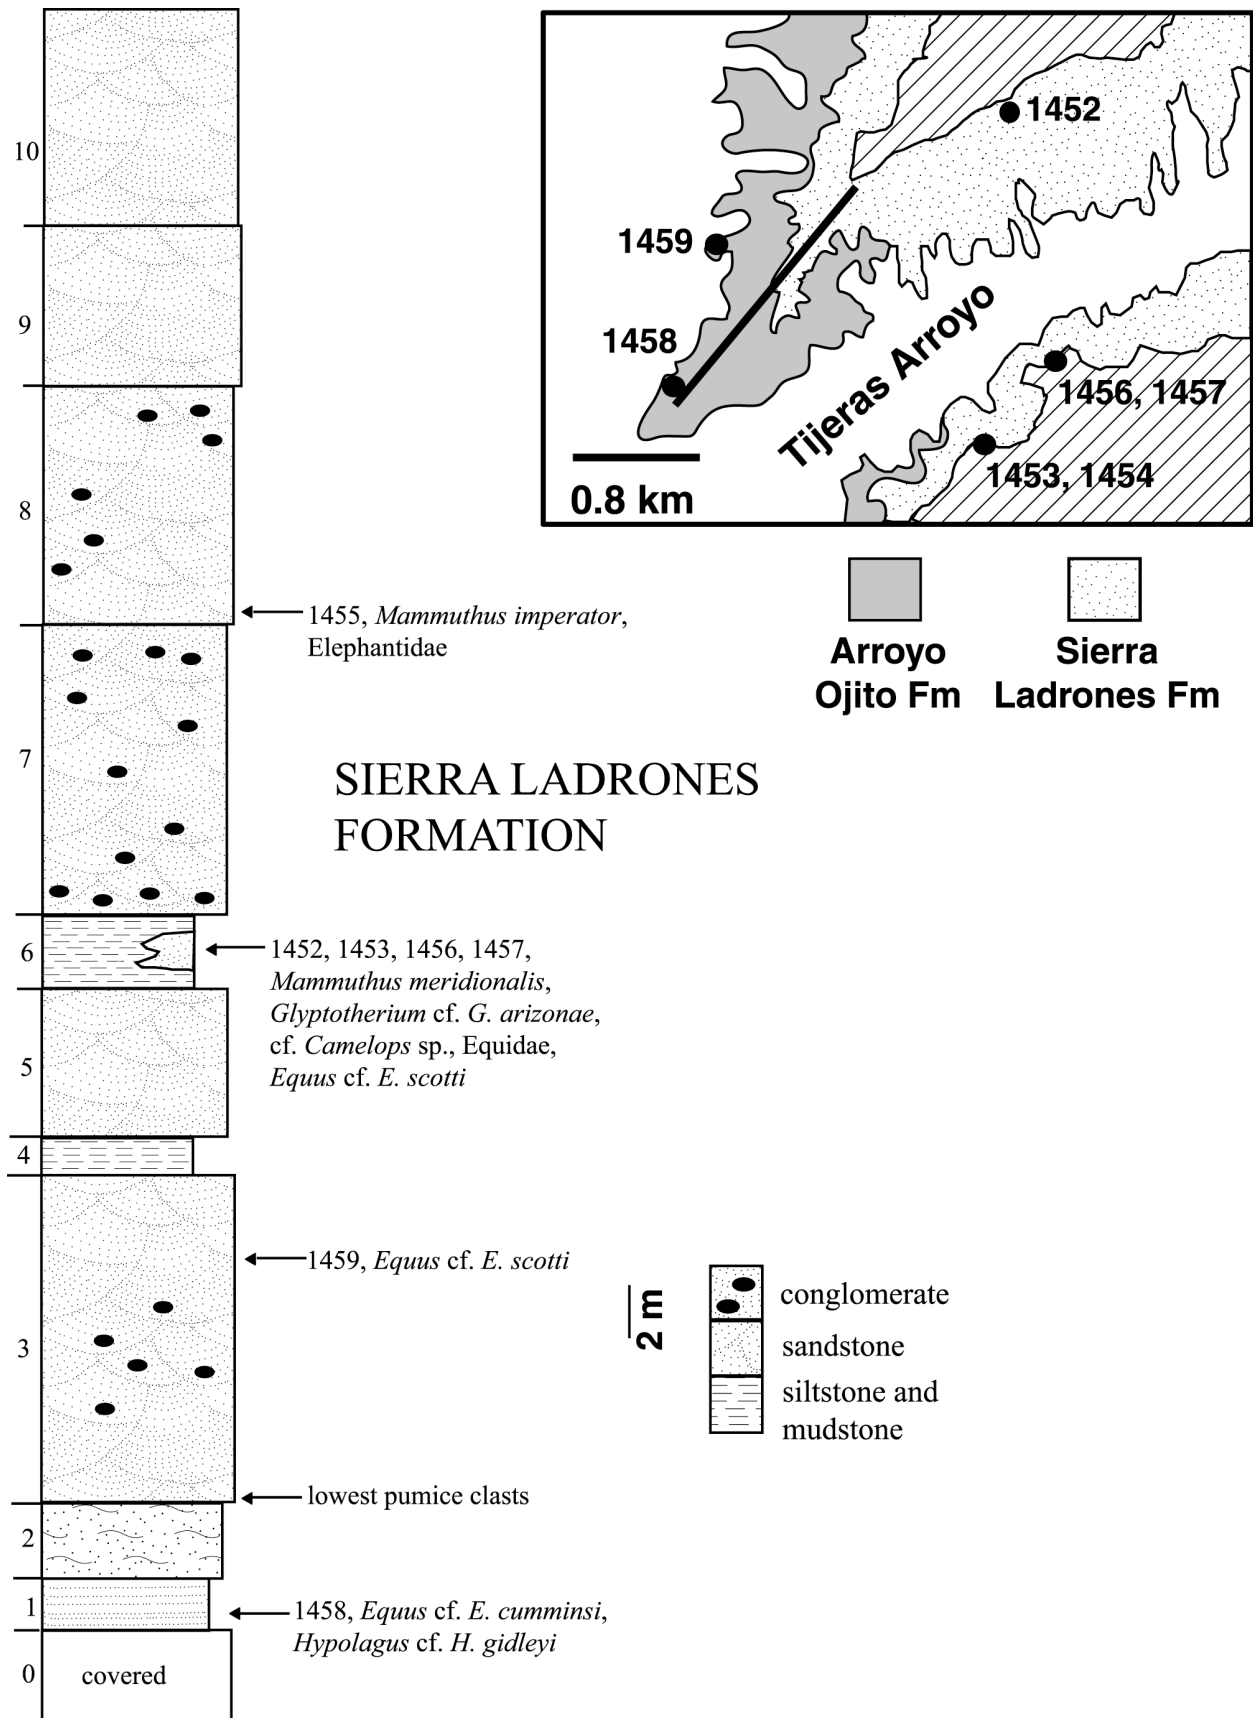 10
9
8
7
6
5
4
3
2
1
0
covered
1455, Mammuthus imperator,
Elephantidae
SIERRA LADRONES
FORMATION
1452, 1453, 1456, 1457,
Mammuthus meridionalis,
Glyptotherium cf. G. arizonae,
cf. Camelops sp., Equidae,
Equus cf. E. scotti
1459, Equus cf. E. scotti
lowest pumice clasts
1458, Equus cf. E. cumminsi,
Hypolagus cf. H. gidleyi
1452
1459
1458
Tijeras Arroyo
1456, 1457
1453, 1454
0.8 km
Arroyo
Ojito Fm
Sierra
Ladrones Fm
2 m
conglomerate
sandstone
siltstone and
mudstone